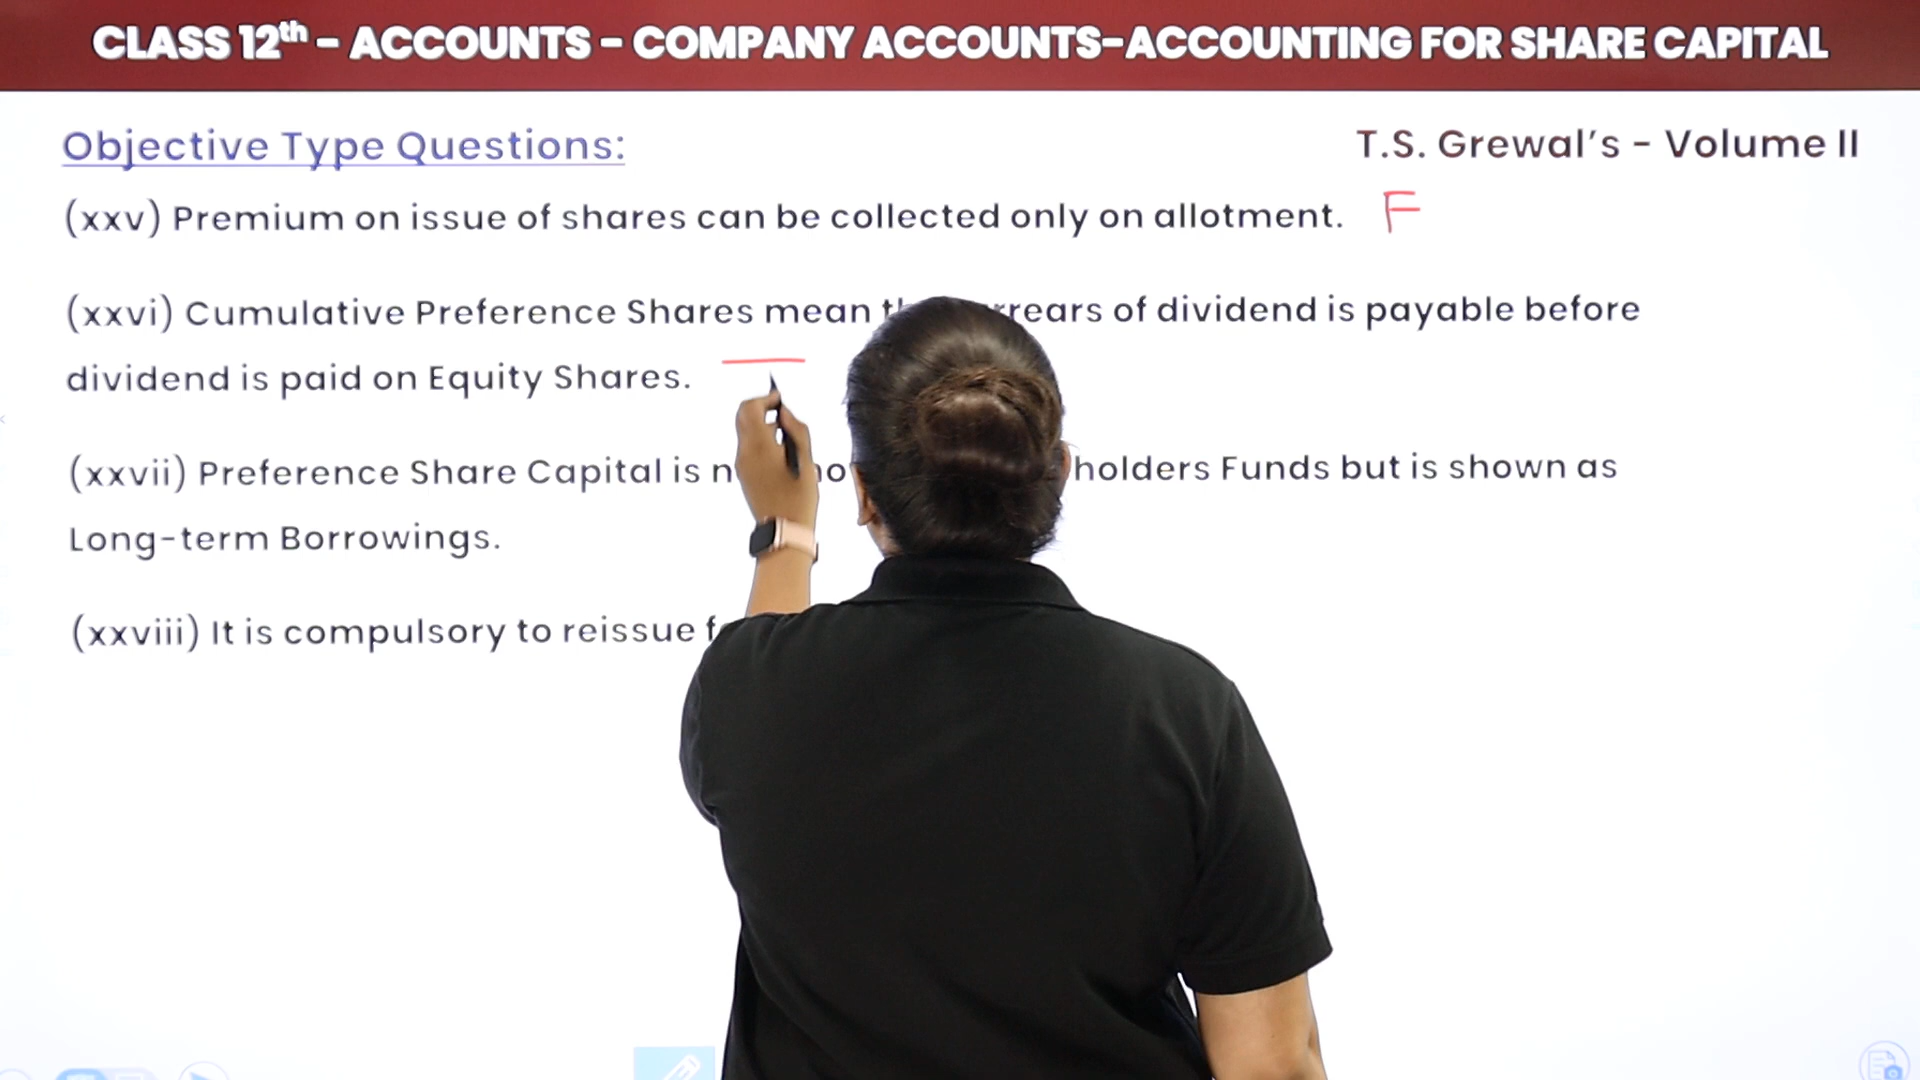 CLASS 12th - ACCOUNTS - COMPANY ACCOUNTS-ACCOUNTING FOR SHARE CAPITAL
Objective Type Questions:
T.S. Grewal's - Volume II
(xxv) Premium on issue of shares can be collected only on allotment. F
(xxvi) Cumulative Preference Shares mean of dividend is payable before
dividend is paid on Equity Shares.
(xxvii) Preference Share Capital is Funds but is shown as
Long-term Borrowings.
(xxviii) It is compulsory to reissue